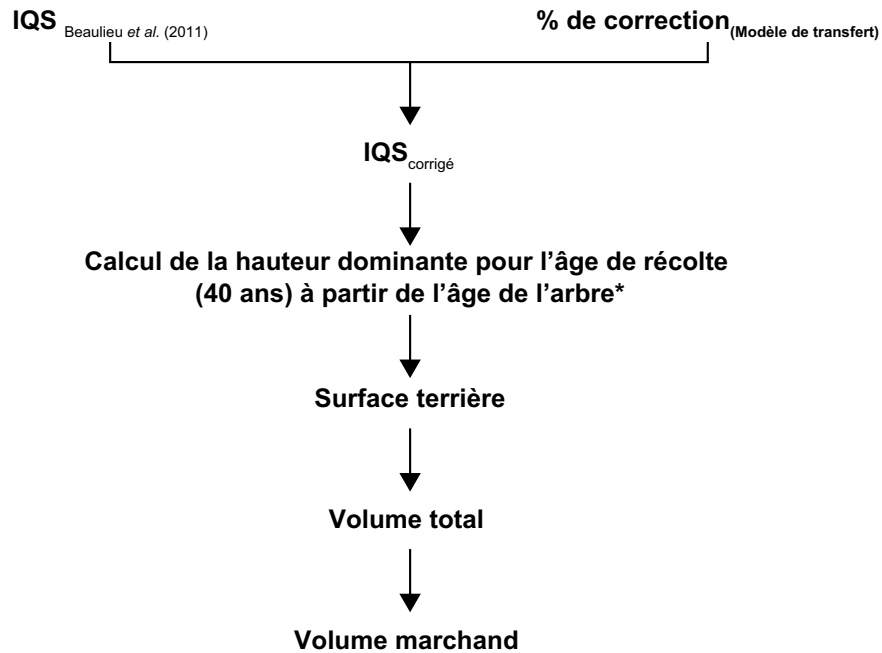 IQS Beaulieu et al. (2011)
% de correction(Modèle de transfert)
IQScorrigé
Calcul de la hauteur dominante pour l’âge de récolte
(40 ans) à partir de l’âge de l’arbre*
Surface terrière
Volume total
Volume marchand